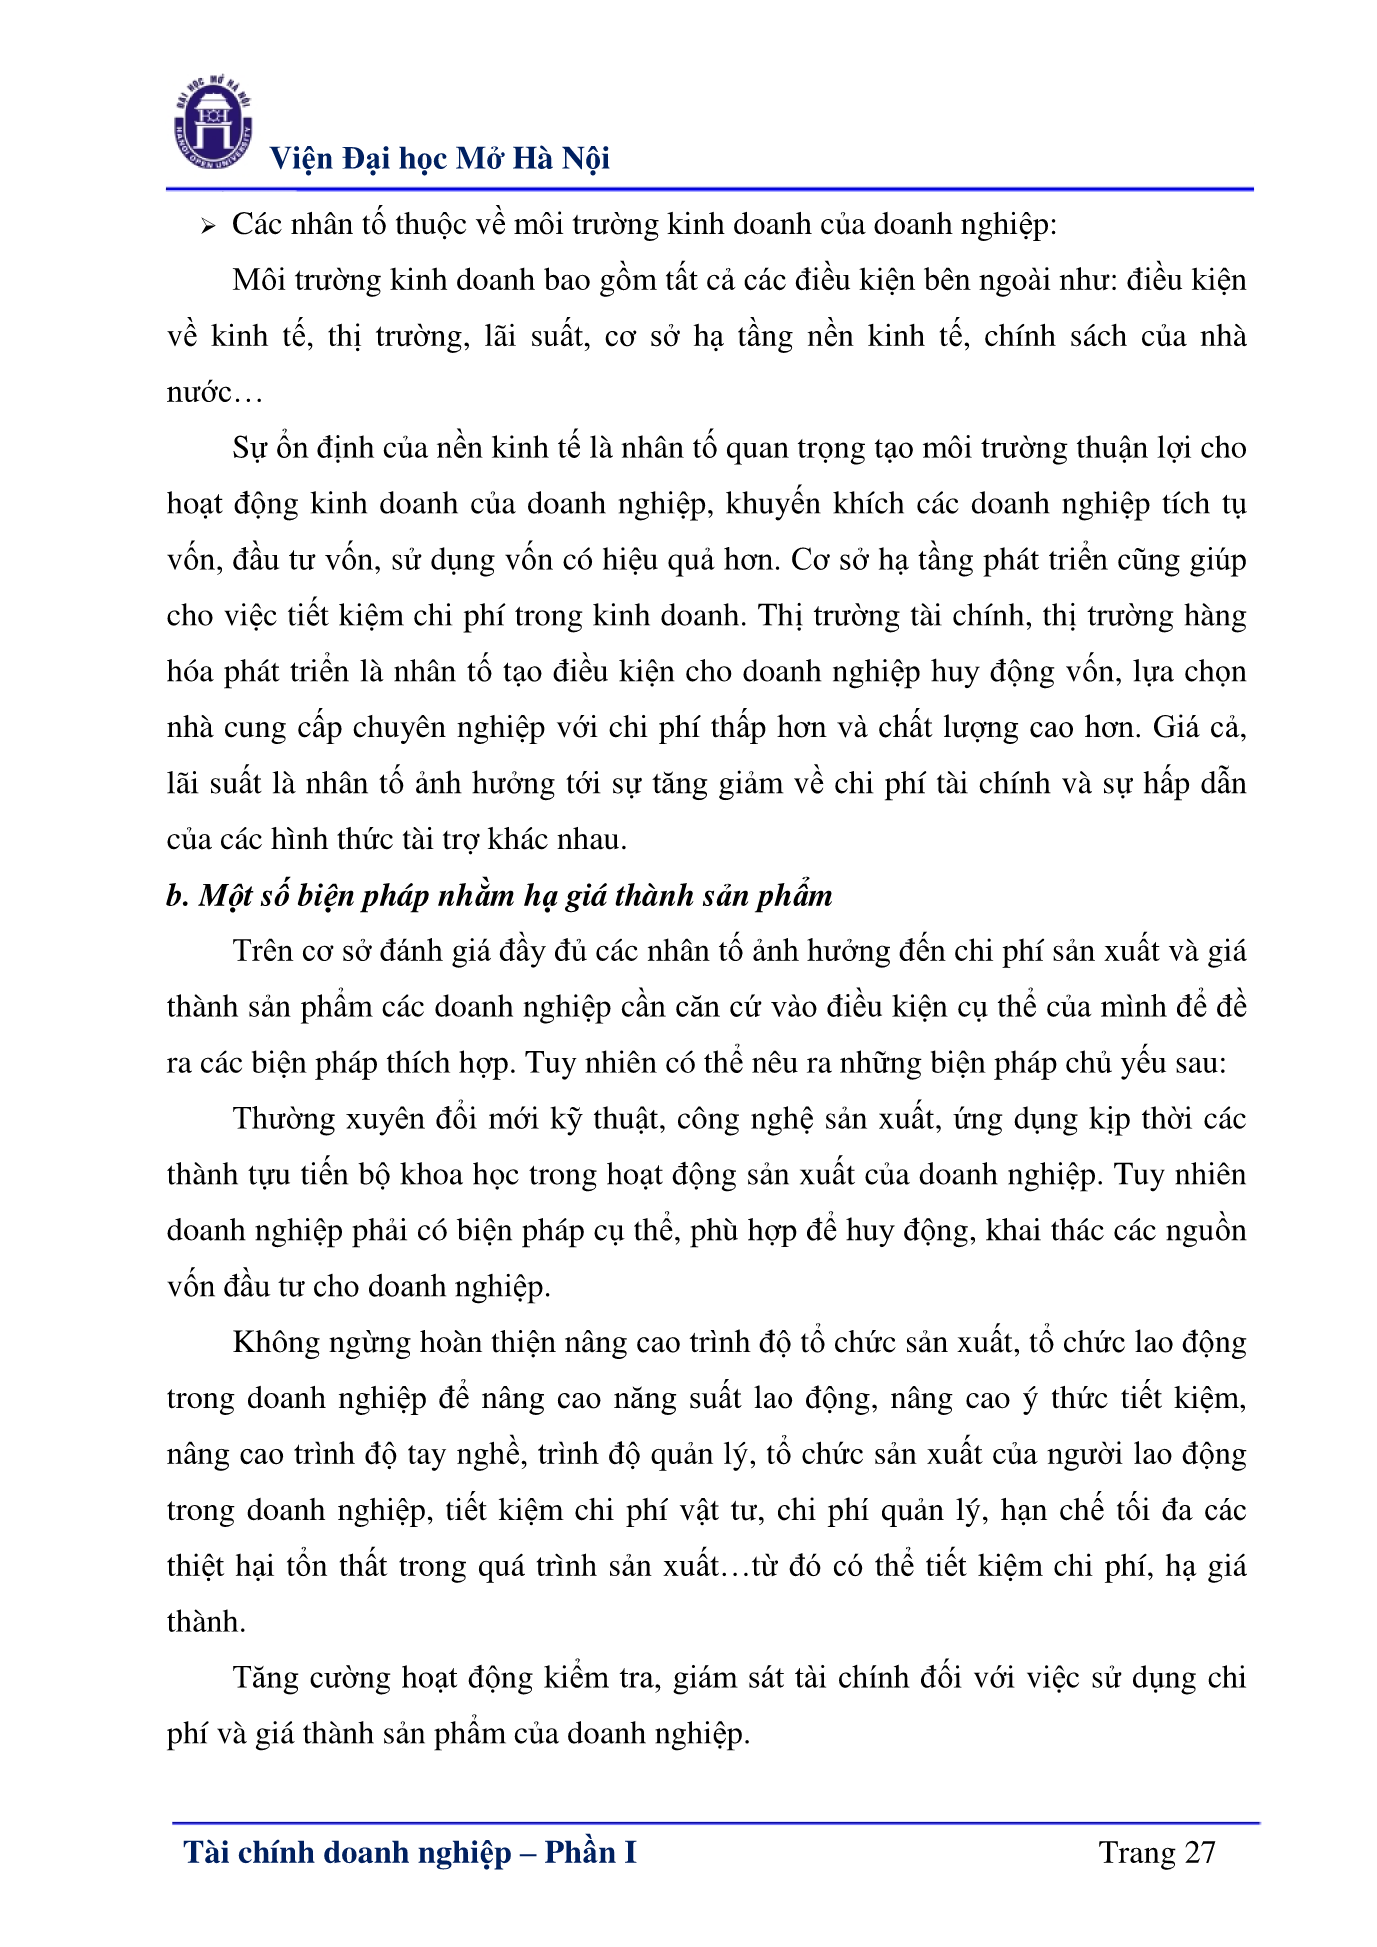 ĐẠI HỌC MỞ HÀ NỘI
HANOI OPEN UNIVERSITY
Viện Đại học Mở Hà Nội
➢ Các nhân tố thuộc về môi trường kinh doanh của doanh nghiệp:
Môi trường kinh doanh bao gồm tất cả các điều kiện bên ngoài như: điều kiện
về kinh tế, thị trường, lãi suất, cơ sở hạ tầng nền kinh tế, chính sách của nhà
nước…
Sự ổn định của nền kinh tế là nhân tố quan trọng tạo môi trường thuận lợi cho
hoạt động kinh doanh của doanh nghiệp, khuyến khích các doanh nghiệp tích tụ
vốn, đầu tư vốn, sử dụng vốn có hiệu quả hơn. Cơ sở hạ tầng phát triển cũng giúp
cho việc tiết kiệm chi phí trong kinh doanh. Thị trường tài chính, thị trường hàng
hóa phát triển là nhân tố tạo điều kiện cho doanh nghiệp huy động vốn, lựa chọn
nhà cung cấp chuyên nghiệp với chi phí thấp hơn và chất lượng cao hơn. Giá cả,
lãi suất là nhân tố ảnh hưởng tới sự tăng giảm về chi phí tài chính và sự hấp dẫn
của các hình thức tài trợ khác nhau.
b. Một số biện pháp nhằm hạ giá thành sản phẩm
Trên cơ sở đánh giá đầy đủ các nhân tố ảnh hưởng đến chi phí sản xuất và giá
thành sản phẩm các doanh nghiệp cần căn cứ vào điều kiện cụ thể của mình để đề
ra các biện pháp thích hợp. Tuy nhiên có thể nêu ra những biện pháp chủ yếu sau:
Thường xuyên đổi mới kỹ thuật, công nghệ sản xuất, ứng dụng kịp thời các
thành tựu tiến bộ khoa học trong hoạt động sản xuất của doanh nghiệp. Tuy nhiên
doanh nghiệp phải có biện pháp cụ thể, phù hợp để huy động, khai thác các nguồn
vốn đầu tư cho doanh nghiệp.
Không ngừng hoàn thiện nâng cao trình độ tổ chức sản xuất, tổ chức lao động
trong doanh nghiệp để nâng cao năng suất lao động, nâng cao ý thức tiết kiệm,
nâng cao trình độ tay nghề, trình độ quản lý, tổ chức sản xuất của người lao động
trong doanh nghiệp, tiết kiệm chi phí vật tư, chi phí quản lý, hạn chế tối đa các
thiệt hại tổn thất trong quá trình sản xuất…từ đó có thể tiết kiệm chi phí, hạ giá
thành.
Tăng cường hoạt động kiểm tra, giám sát tài chính đối với việc sử dụng chi
phí và giá thành sản phẩm của doanh nghiệp.
Tài chính doanh nghiệp – Phần I Trang 27